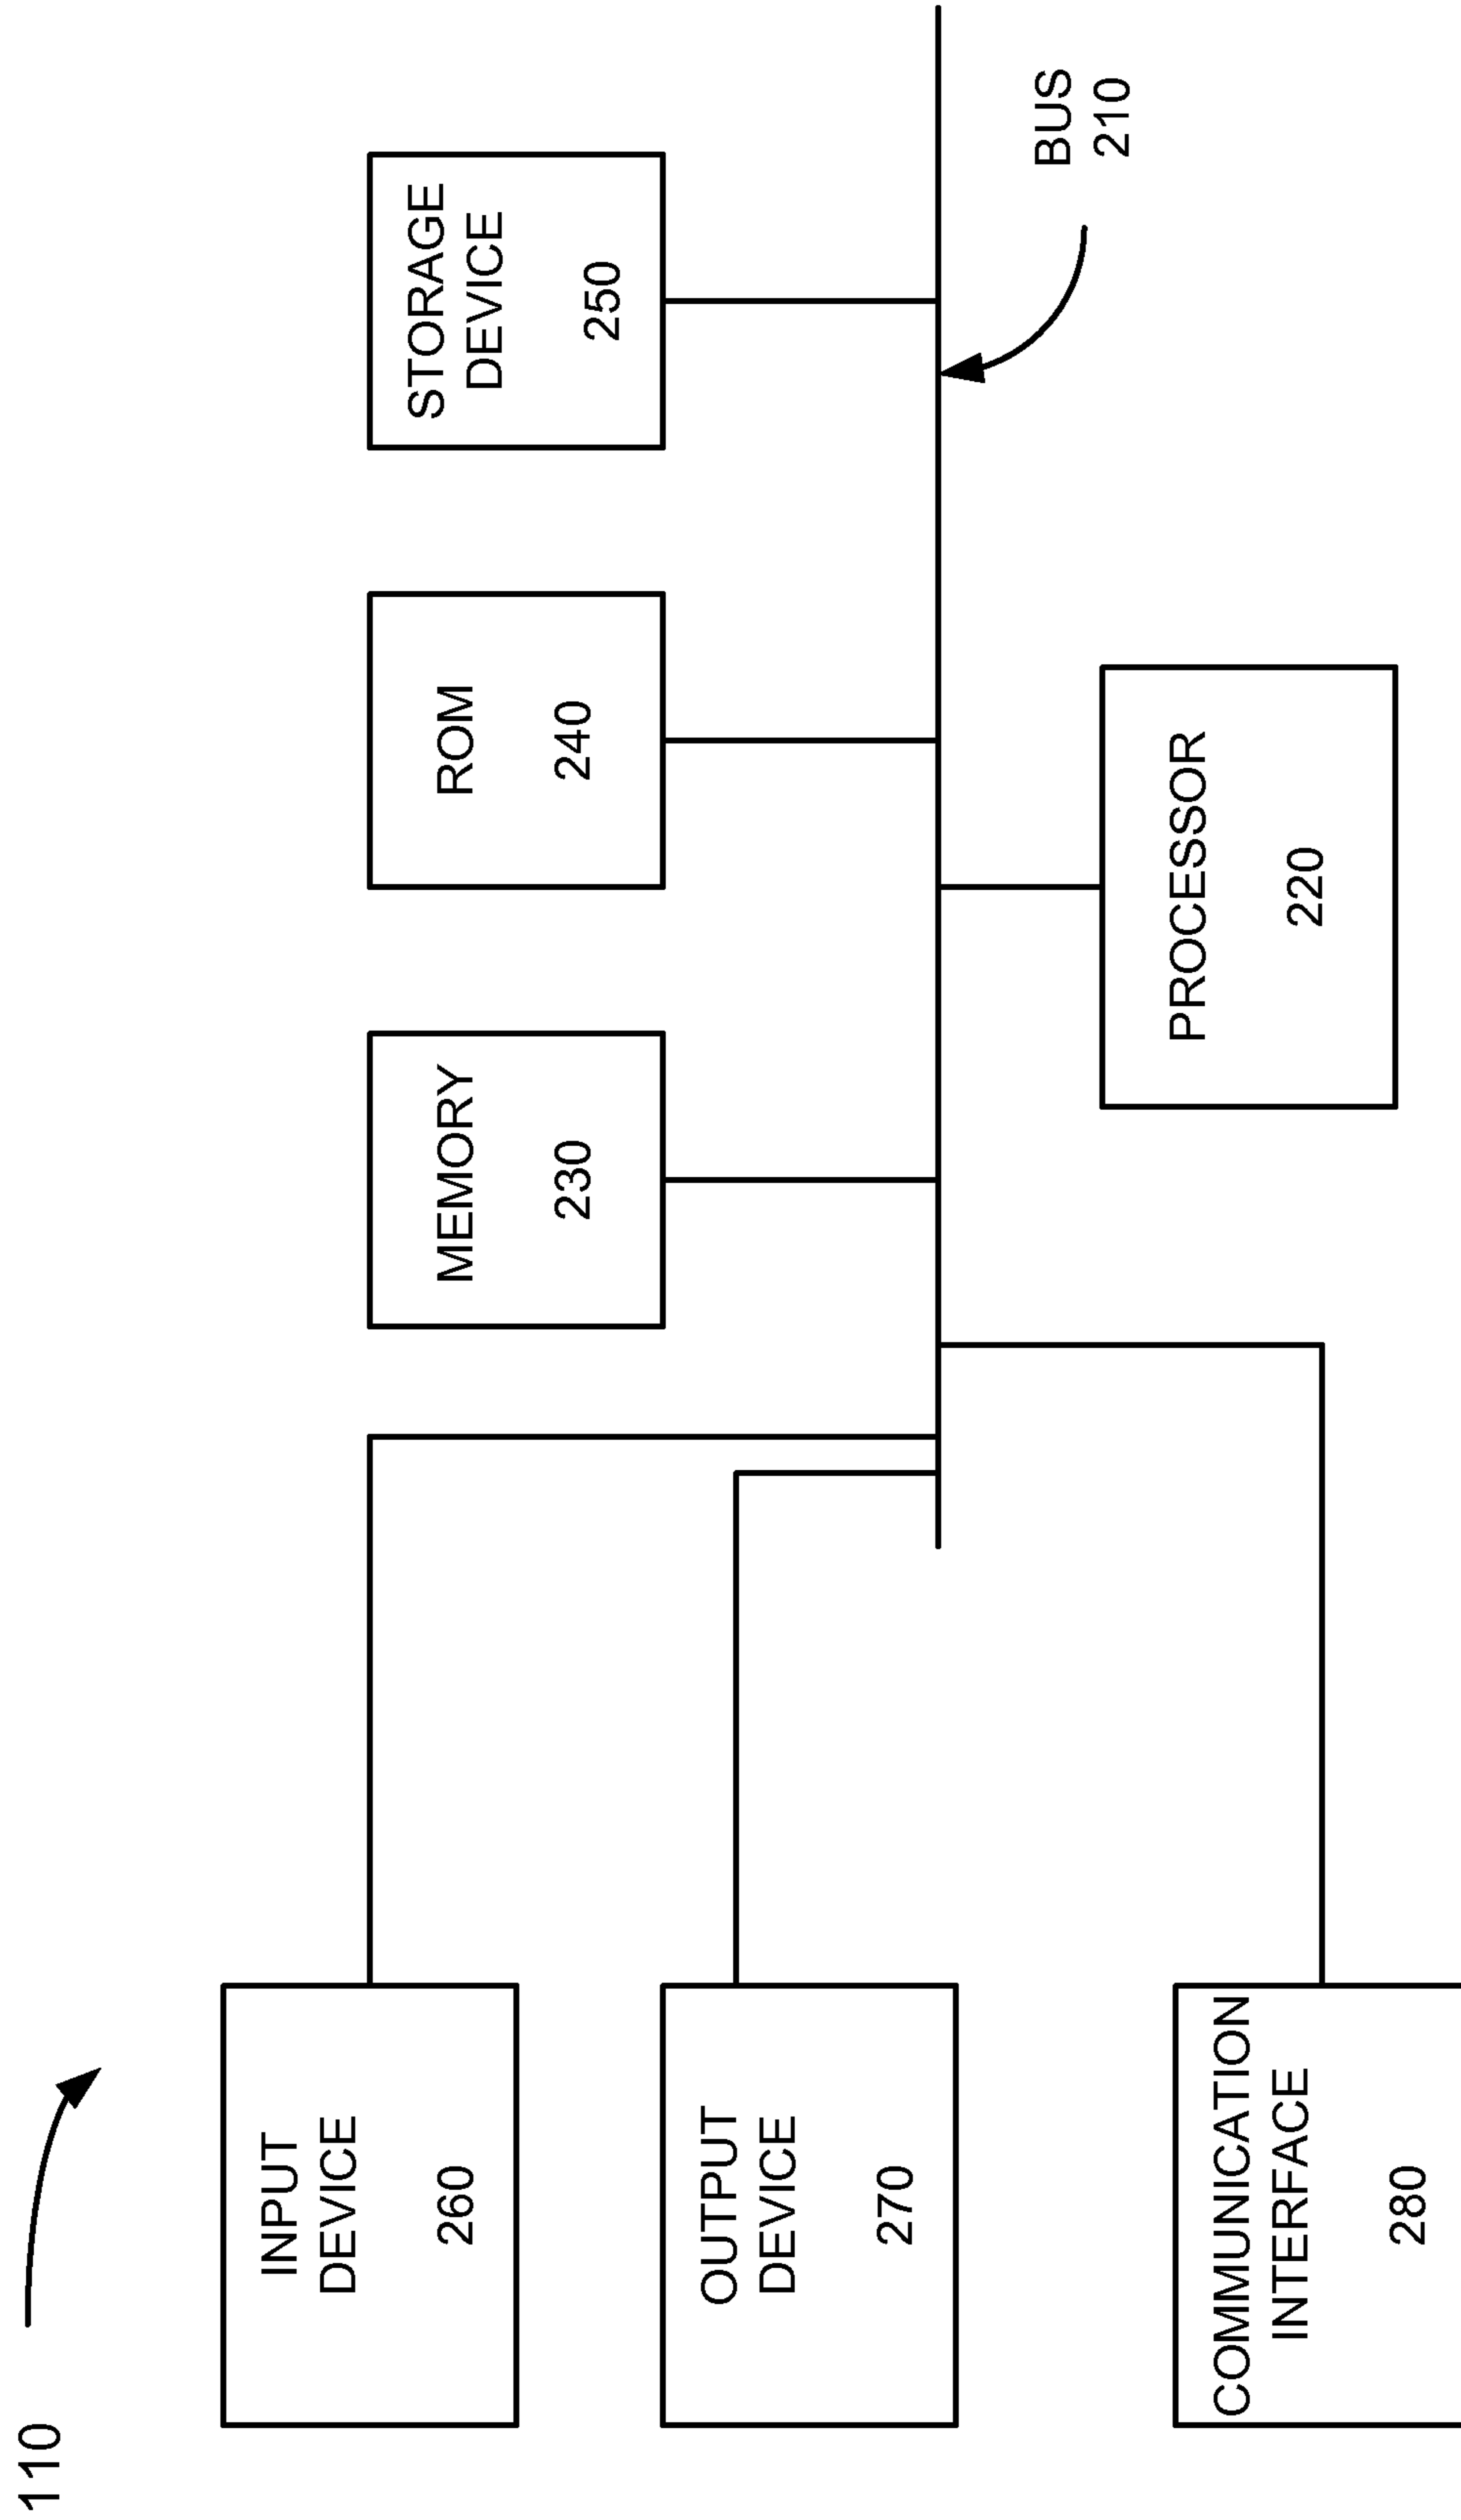 110
INPUT
DEVICE
260
MEMORY
230
ROM
240
STORAGE
DEVICE
250
OUTPUT
DEVICE
270
BUS
210
PROCESSOR
220
COMMUNICATION
INTERFACE
280